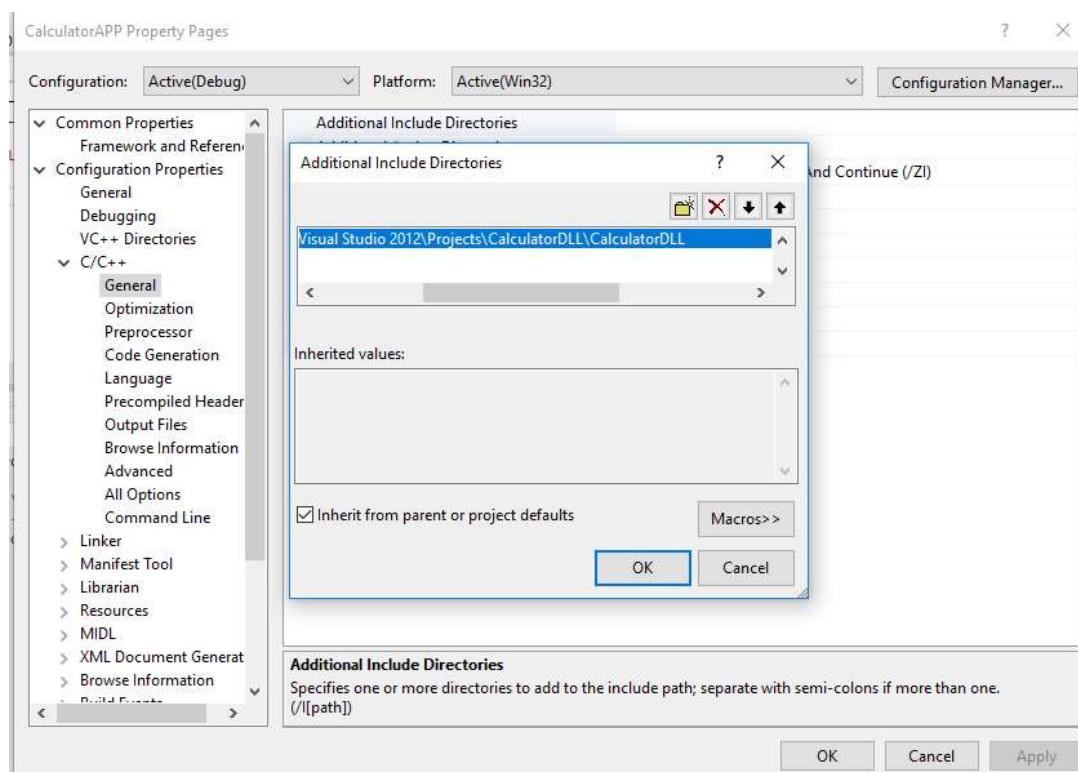 CalculatorAPP Property Pages
?
Configuration: Active(Debug) Platform: Active(Win32) Configuration Manager...
Common Properties
Framework and Referen
Configuration Properties
General
Debugging
VC++ Directories
C/C++
General
Optimization
Preprocessor
Code Generation
Language
Precompiled Header
Output Files
Browse Information
Advanced
All Options
Command Line
Linker
Manifest Tool
Librarian
Resources
MIDL
XML Document Generat
Browse Information
Additional Include Directories
And Continue (/ZI)
Additional Include Directories
?
Visual Studio 2012\Projects\CalculatorDLL\CalculatorDLL
Inherited values:
Inherit from parent or project defaults
Macros>>
OK Cancel
Additional Include Directories
Specifies one or more directories to add to the include path; separate with semi-colons if more than one.
(/I[path])
OK Cancel Apply